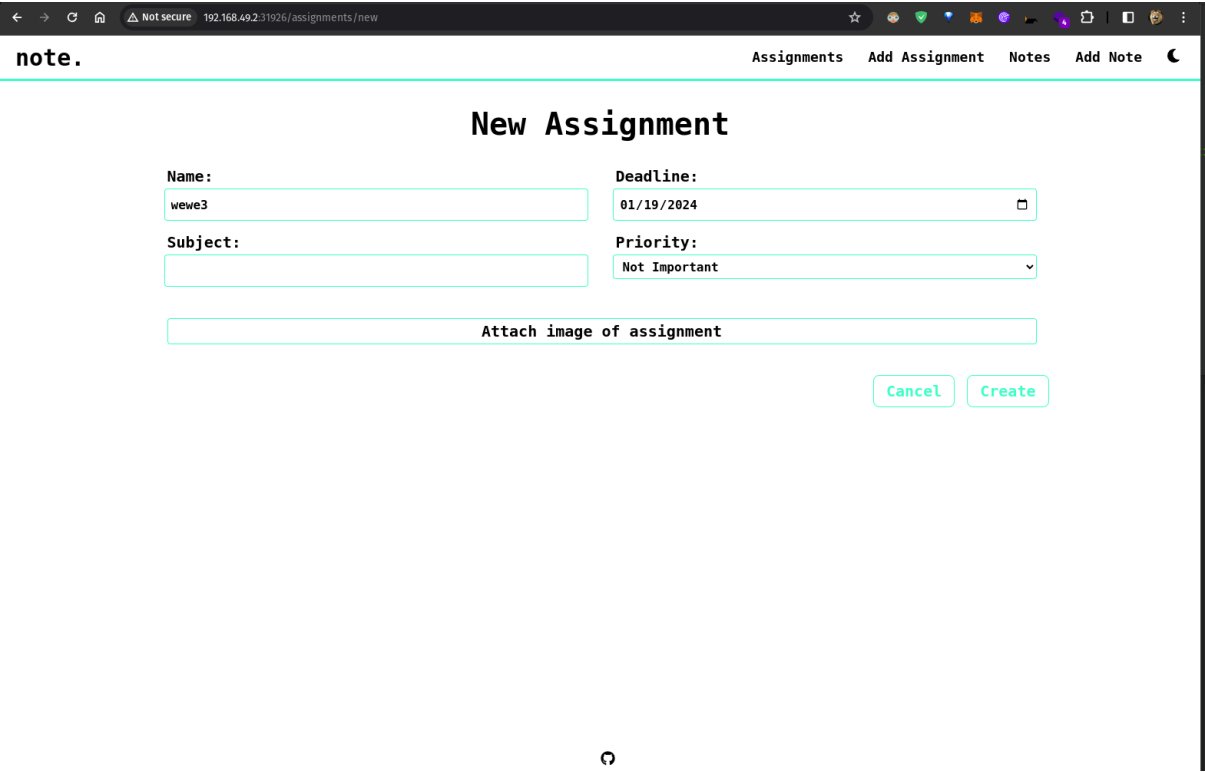 Not secure 192.168.49.2:31926/assignments/new
4
note. Assignments Add Assignment Notes Add Note
New Assignment
Name: Deadline:
wewe3 01/19/2024
Subject: Priority:
Not Important
Attach image of assignment
Cancel Create